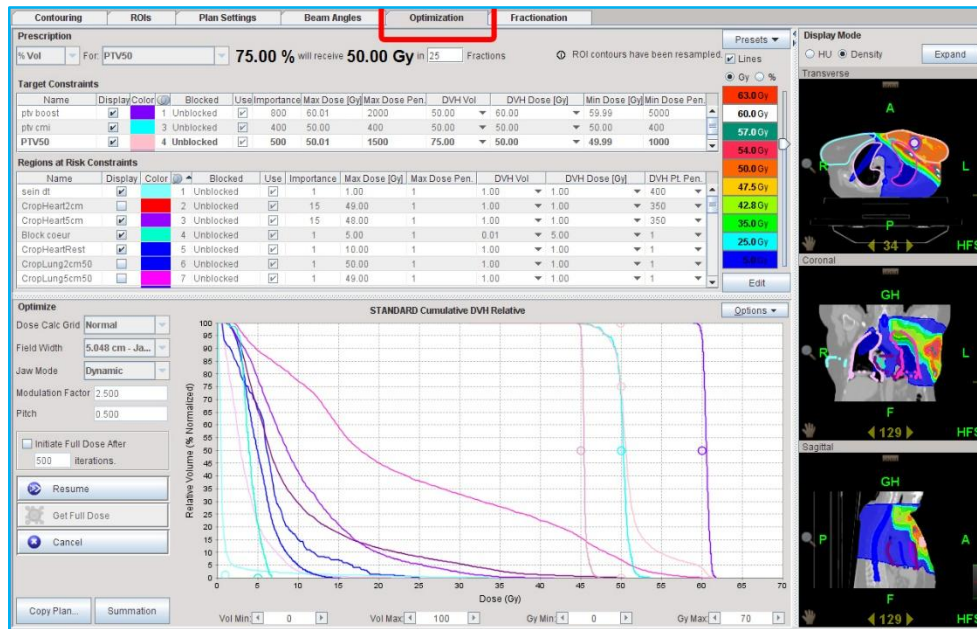 Contouring ROIs Plan Settings Beam Angles Optimization Fractionation
Prescription
% Vol For: PTV50 75.00 % will receive 50.00 Gy in 25 Fractions ROI contours have been resampled.
Presets
Lines
Gy %
Target Constraints
Name Display Color Blocked Use Importance Max Dose [Gy] Max Dose Pen. DVH Vol DVH Dose [Gy] Min Dose [Gy] Min Dose Pen.
ptv boost 1 Unblocked 800 60.01 2000 50.00 60.00 59.99 5000
ptv cmi 3 Unblocked 400 50.00 400 50.00 50.00 50.00 400
PTV50 4 Unblocked 500 50.01 1500 75.00 50.00 49.99 1000
Regions at Risk Constraints
Name Display Color Blocked Use Importance Max Dose [Gy] Max Dose Pen. DVH Vol DVH Dose [Gy] DVH Pt. Pen.
sein dt 1 Unblocked 1 1.00 1 1.00 1.00 400
CropHeart2cm 2 Unblocked 15 49.00 1 1.00 1.00 350
CropHeart5cm 3 Unblocked 15 48.00 1 1.00 1.00 350
Block coeur 4 Unblocked 1 5.00 1 0.01 5.00 1
CropHeartRest 5 Unblocked 1 10.00 1 1.00 1.00 1
CropLung2cm50 6 Unblocked 1 50.00 1 1.00 1.00 1
CropLung5cm50 7 Unblocked 1 49.00 1 1.00 1.00 1
63.0 Gy
60.0 Gy
57.0 Gy
54.0 Gy
50.0 Gy
47.5 Gy
42.8 Gy
35.0 Gy
25.0 Gy
5.0 Gy
Edit
Optimize
Dose Calc Grid Normal
Field Width 5.048 cm - Ja...
Jaw Mode Dynamic
Modulation Factor 2.500
Pitch 0.500
Initiate Full Dose After
500 iterations.
Resume
Get Full Dose
Cancel
Copy Plan... Summation
STANDARD Cumulative DVH Relative
Options
Relative Volume (% Normalized)
100
95
90
85
80
75
70
65
60
55
50
45
40
35
30
25
20
15
10
5
0
0 5 10 15 20 25 30 35 40 45 50 55 60 65 70
Dose (Gy)
Vol Min: 0 Vol Max: 100 Gy Min: 0 Gy Max: 70
Display Mode
HU Density Expand
Transverse
A
R L
P
34 HFS
Coronal
GH
R L
F
129 HFS
Sagittal
GH
P A
F
129 HFS